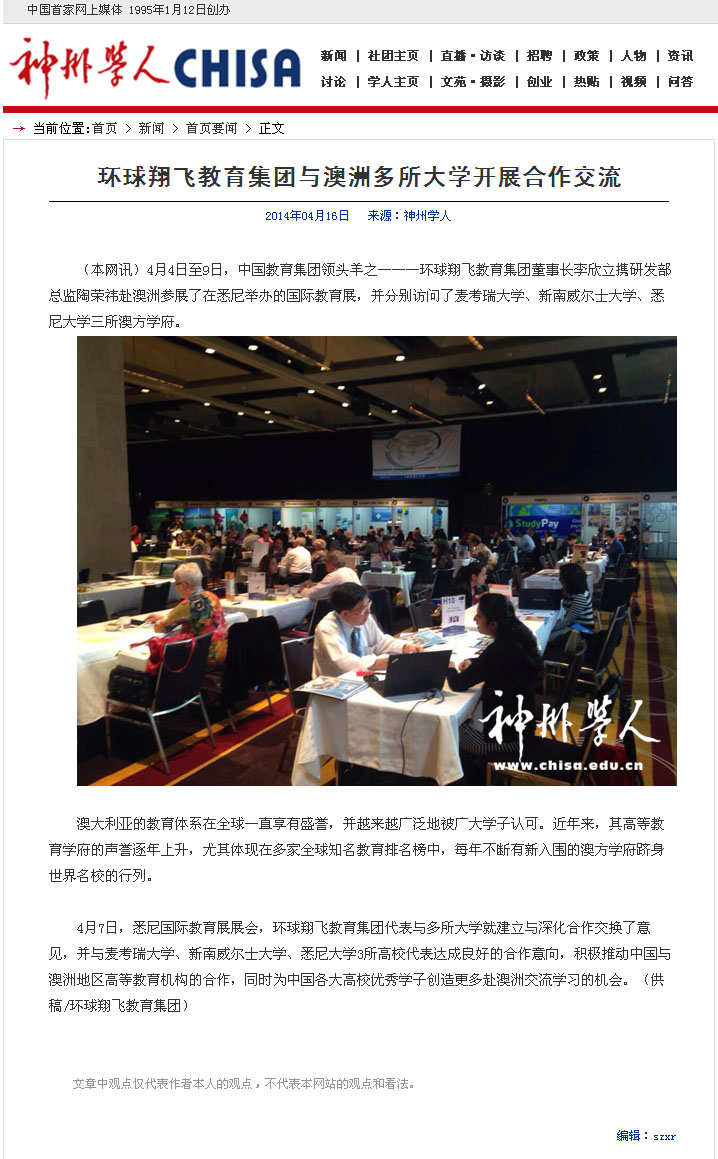 中国首家网上媒体 1995年1月12日创办
神州学人CHISA
新闻 | 社团主页 | 直播·访谈 | 招聘 | 政策 | 人物 | 资讯
讨论 | 学人主页 | 文苑·摄影 | 创业 | 热贴 | 视频 | 问答
→ 当前位置:首页 > 新闻 > 首页要闻 > 正文
环球翔飞教育集团与澳洲多所大学开展合作交流
2014年04月16日 来源：神州学人
（本网讯）4月4日至9日，中国教育集团领头羊之一———环球翔飞教育集团董事长李欣立携研发部
总监陶荣祎赴澳洲参展了在悉尼举办的国际教育展，并分别访问了麦考瑞大学、新南威尔士大学、悉
尼大学三所澳方学府。
StudyPay
H10
神州学人
www.chisa.edu.cn
澳大利亚的教育体系在全球一直享有盛誉，并越来越广泛地被广大学子认可。近年来，其高等教
育学府的声誉逐年上升，尤其体现在多家全球知名教育排名榜中，每年不断有新入围的澳方学府跻身
世界名校的行列。
4月7日，悉尼国际教育展展会，环球翔飞教育集团代表与多所大学就建立与深化合作交换了意
见，并与麦考瑞大学、新南威尔士大学、悉尼大学3所高校代表达成良好的合作意向，积极推动中国与
澳洲地区高等教育机构的合作，同时为中国各大高校优秀学子创造更多赴澳洲交流学习的机会。（供
稿/环球翔飞教育集团）
文章中观点仅代表作者本人的观点，不代表本网站的观点和看法。
编辑：szxr